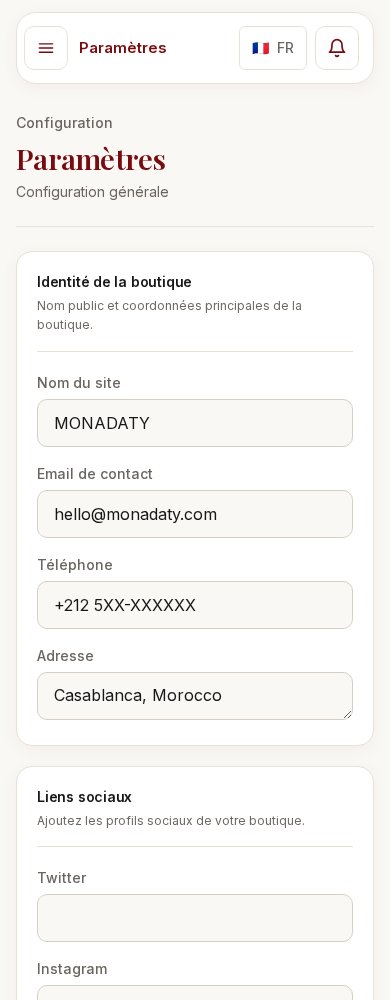 Paramètres
🇫🇷 FR
Configuration
Paramètres
Configuration générale
Identité de la boutique
Nom public et coordonnées principales de la
boutique.
Nom du site
MONADATY
Email de contact
hello@monadaty.com
Téléphone
+212 5XX-XXXXXX
Adresse
Casablanca, Morocco
Liens sociaux
Ajoutez les profils sociaux de votre boutique.
Twitter
Instagram